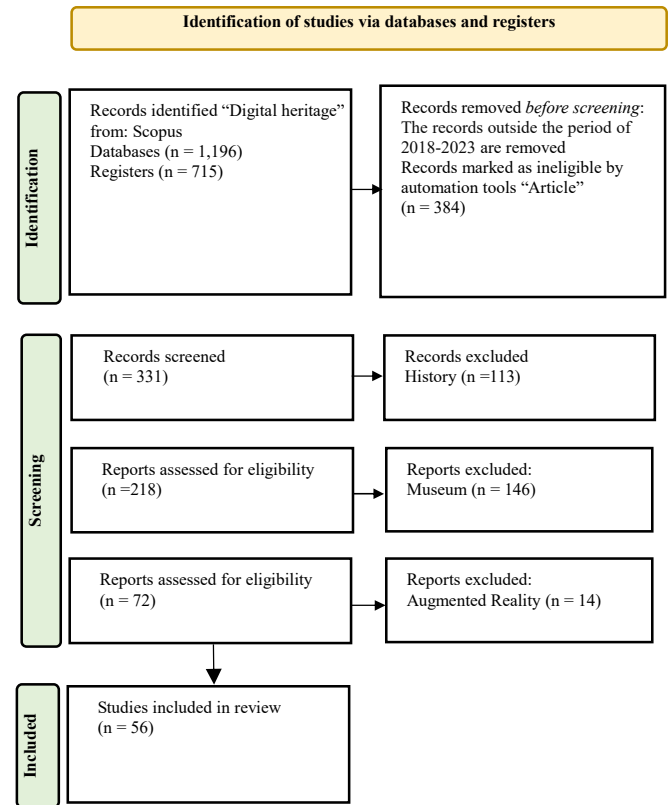 Identification of studies via databases and registers
Identification
Records identified “Digital heritage”
from: Scopus
Databases (n = 1,196)
Registers (n = 715)
Records removed before screening:
The records outside the period of
2018-2023 are removed
Records marked as ineligible by
automation tools “Article”
(n = 384)
Screening
Records screened
(n = 331)
Records excluded
History (n =113)
Reports assessed for eligibility
(n =218)
Reports excluded:
Museum (n = 146)
Reports assessed for eligibility
(n = 72)
Reports excluded:
Augmented Reality (n = 14)
Included
Studies included in review
(n = 56)